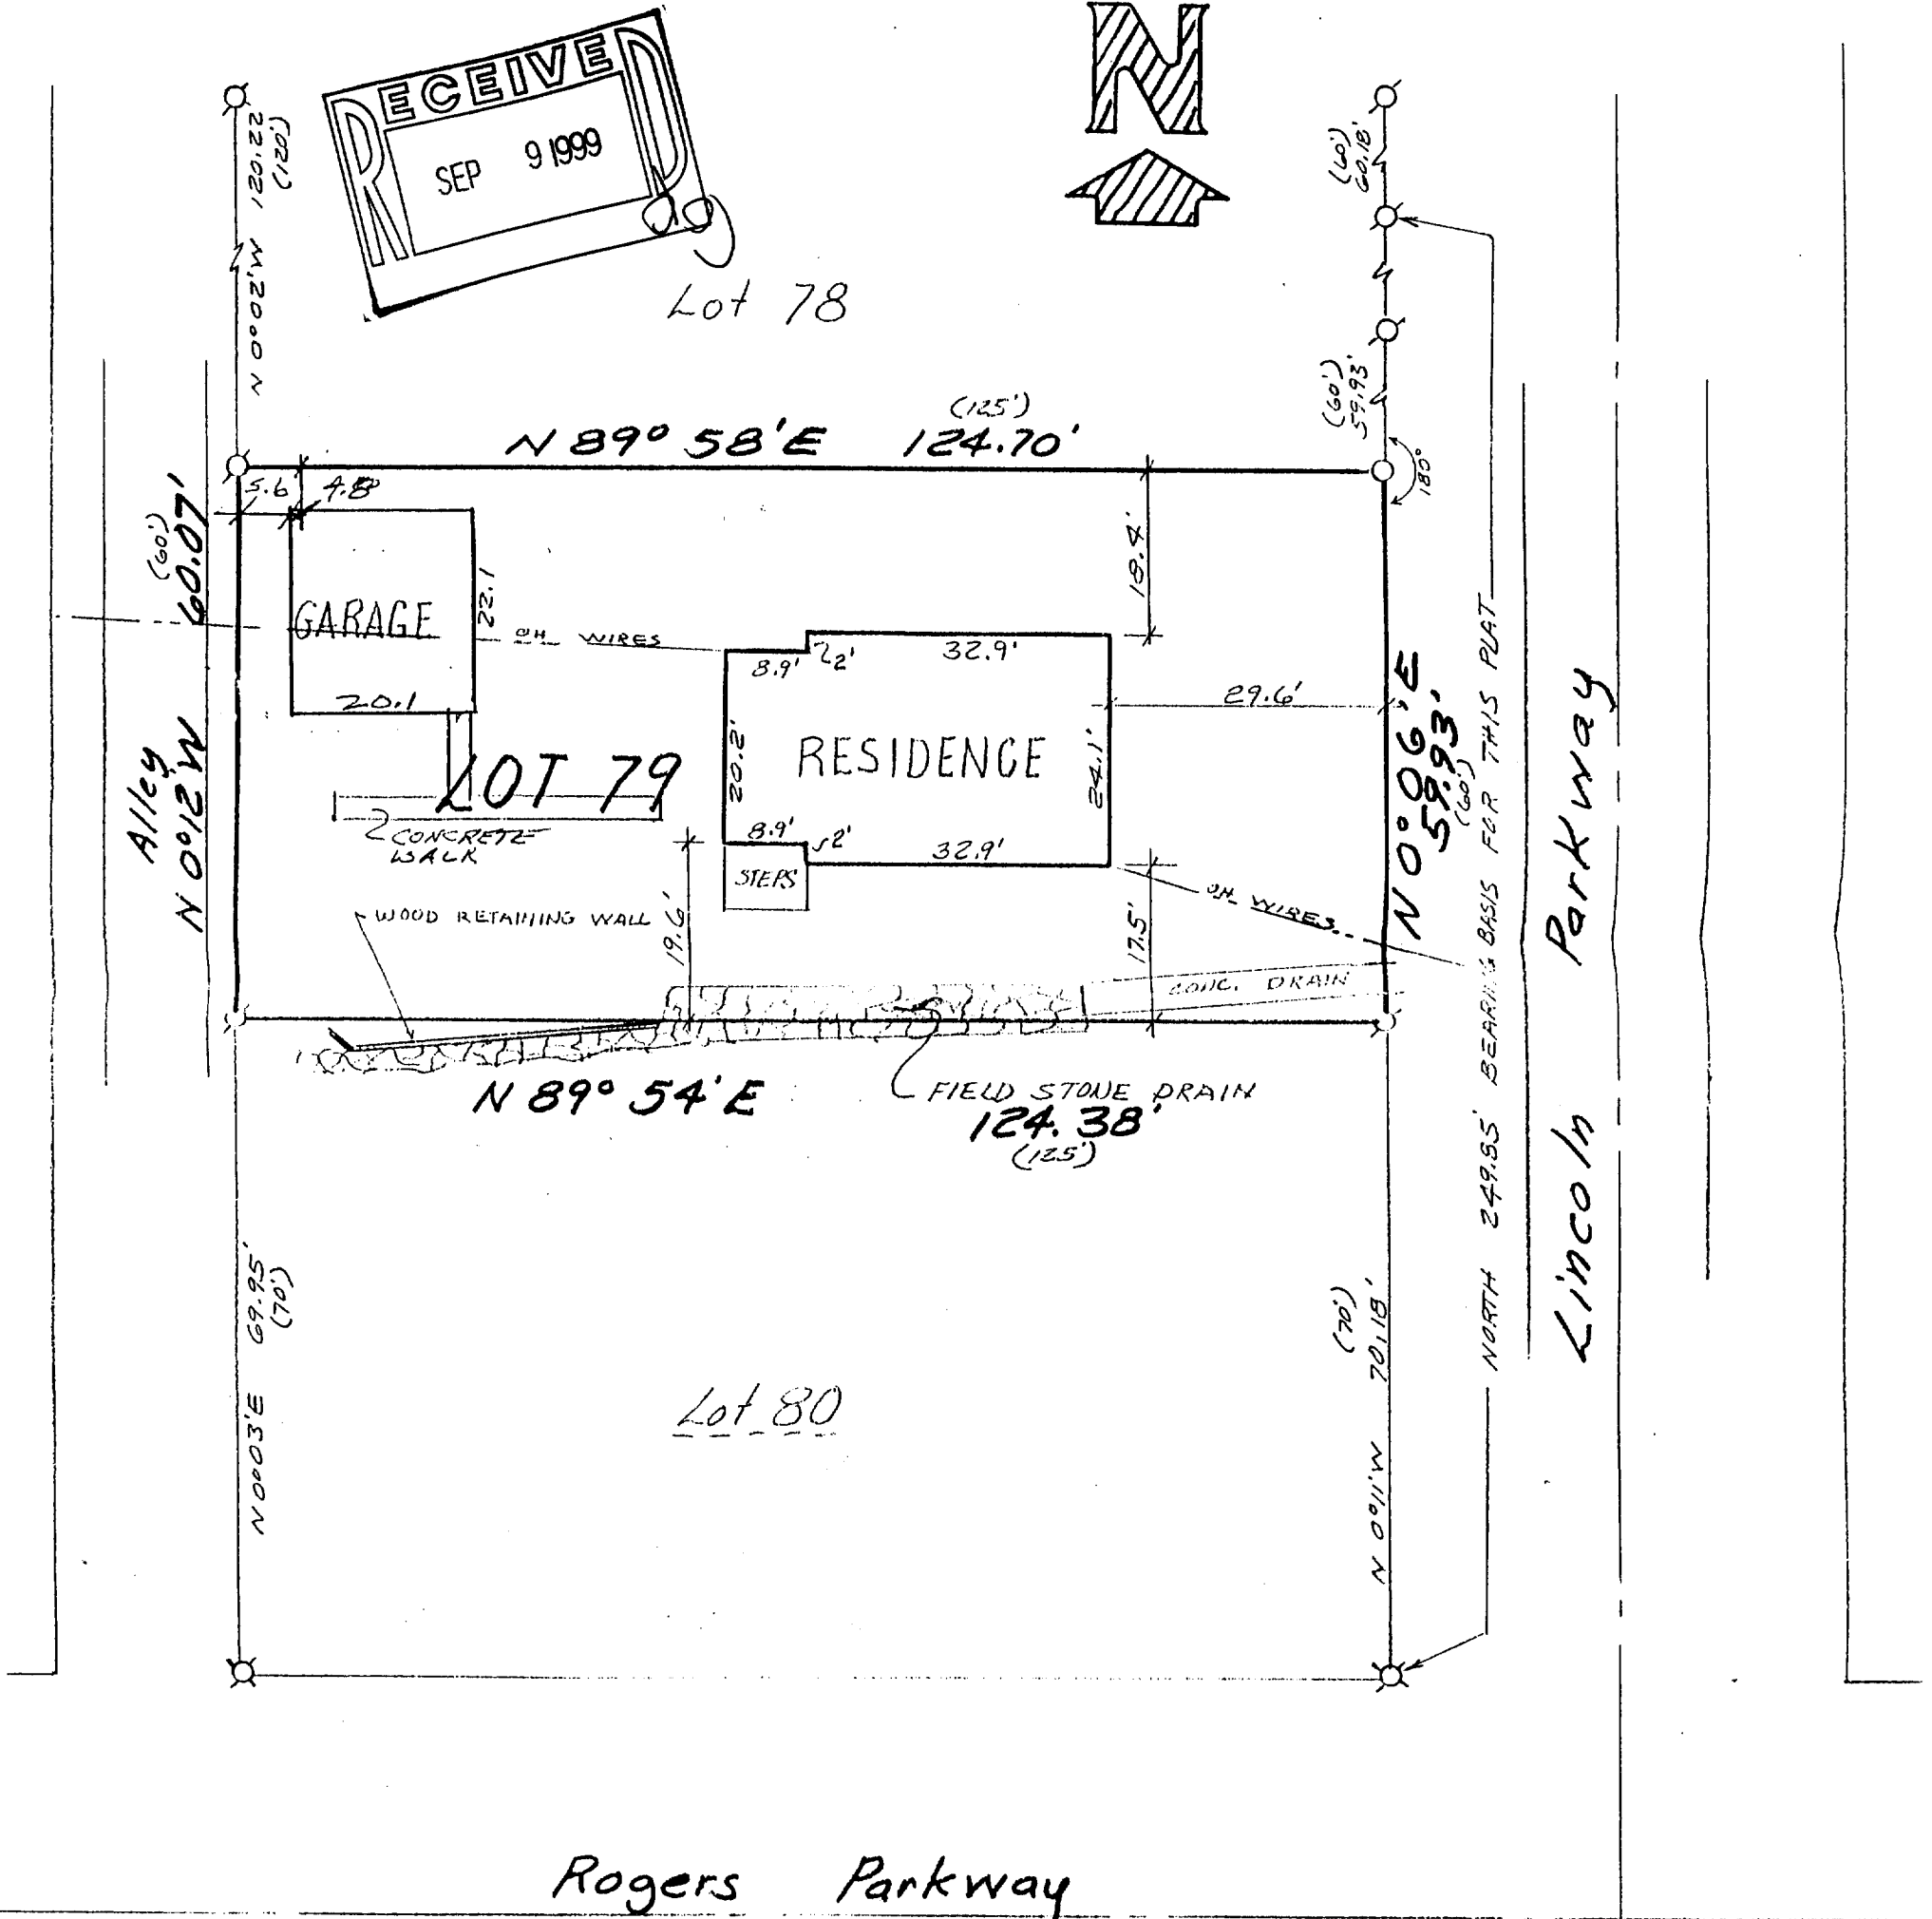 RECEIVED
SEP 9 1999
N
Lot 78
N 0°02'W 120.22
(120')
(60')
60.18'
(60')
59.93'
(125')
N 89° 58'E 124.70'
180°
5.6 4.8
(60')
60.07'
Alley
N 0°12'W
GARAGE
22.1
20.1
OH WIRES
18.4'
8.9' 2'
32.9'
29.6'
RESIDENCE
20.2'
24.1'
8.9' 2'
32.9'
STEPS
LOT 79
CONCRETE
WALK
WOOD RETAINING WALL
19.6'
17.5'
OH WIRES
CONC. DRAIN
N 0° 06'E
59.93'
(60')
NORTH 249.85' BEARING BASIS FOR THIS PLAT
Lincoln Parkway
N 89° 54'E
FIELD STONE DRAIN
124.38'
(125')
N 0°03'E 69.95'
(70')
(70')
N 0°11'W 70.18'
Lot 80
Rogers Parkway